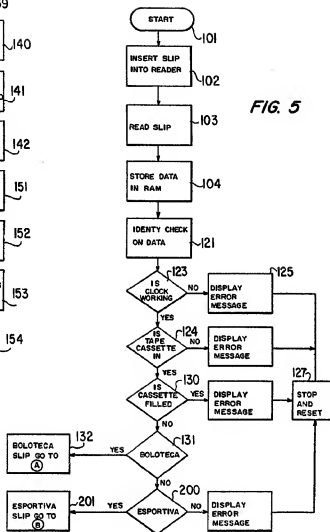 59
140
141
142
151
152
153
154
START
101
INSERT SLIP
INTO READER
102
FIG. 5
READ SLIP
103
STORE DATA
IN RAM
104
IDENTY CHECK
ON DATA
121
123
IS
CLOCK
WORKING
NO
DISPLAY
ERROR
MESSAGE
125
YES
124
IS
TAPE
CASSETTE
IN
NO
DISPLAY
ERROR
MESSAGE
YES
130
IS
CASSETTE
FILLED
YES
DISPLAY
ERROR
MESSAGE
127
STOP
AND
RESET
NO
131
BOLOTECA
YES
132
BOLOTECA
SLIP GO TO
A
NO
200
ESPORTIVA
YES
201
ESPORTIVA
SLIP GO TO
B
NO
DISPLAY
ERROR
MESSAGE